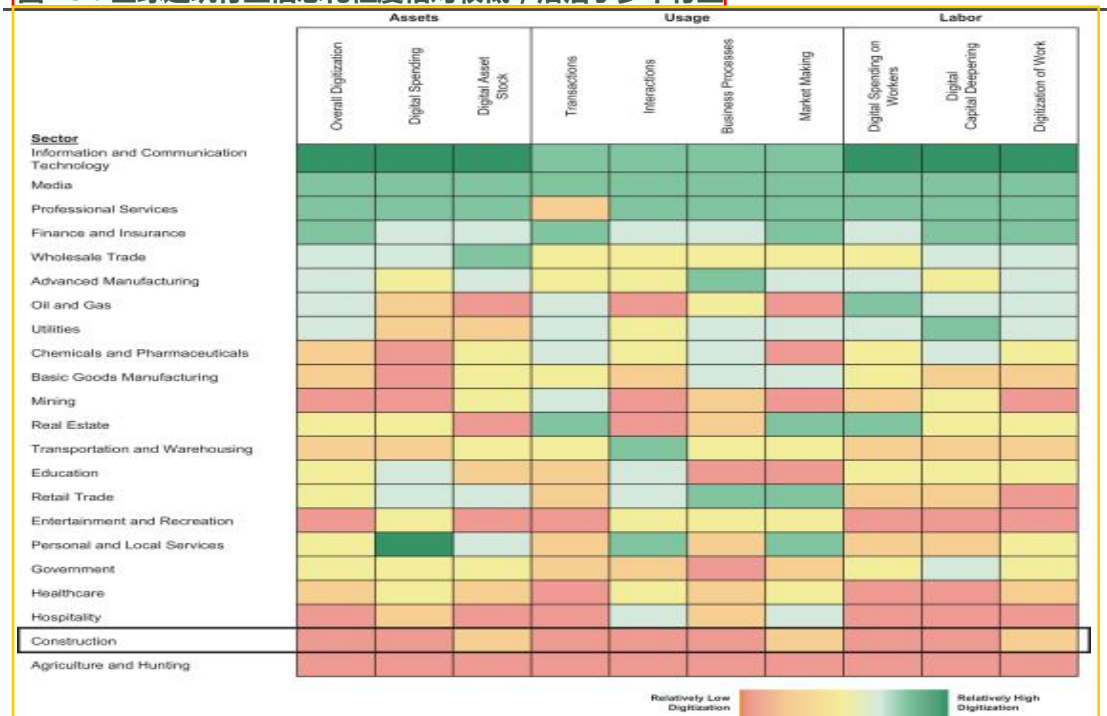 Assets Usage Labor
Overall Digitization
Digital Spending
Digital Asset
Stock
Transactions
Interactions
Business Processes
Market Making
Digital Spending on
Workers
Digital
Capital Deepening
Digitization of Work
Sector
Information and Communication
Technology
Media
Professional Services
Finance and Insurance
Wholesale Trade
Advanced Manufacturing
Oil and Gas
Utilities
Chemicals and Pharmaceuticals
Basic Goods Manufacturing
Mining
Real Estate
Transportation and Warehousing
Education
Retail Trade
Entertainment and Recreation
Personal and Local Services
Government
Healthcare
Hospitality
Construction
Agriculture and Hunting
Relatively Low
Digitization
Relatively High
Digitization